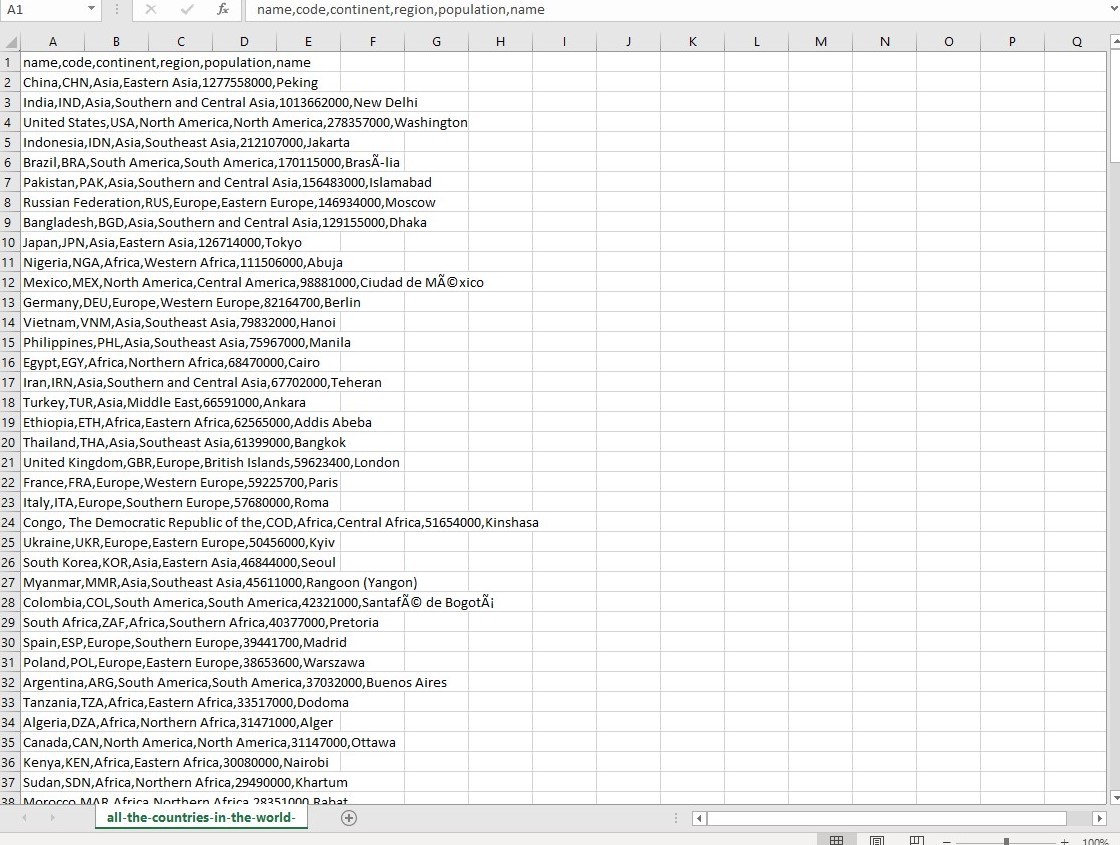 A1 fx name,code,continent,region,population,name
A B C D E F G H I J K L M N O P Q
1 name,code,continent,region,population,name
2 China,CHN,Asia,Eastern Asia,1277558000,Peking
3 India,IND,Asia,Southern and Central Asia,1013662000,New Delhi
4 United States,USA,North America,North America,278357000,Washington
5 Indonesia,IDN,Asia,Southeast Asia,212107000,Jakarta
6 Brazil,BRA,South America,South America,170115000,BrasÃ-lia
7 Pakistan,PAK,Asia,Southern and Central Asia,156483000,Islamabad
8 Russian Federation,RUS,Europe,Eastern Europe,146934000,Moscow
9 Bangladesh,BGD,Asia,Southern and Central Asia,129155000,Dhaka
10 Japan,JPN,Asia,Eastern Asia,126714000,Tokyo
11 Nigeria,NGA,Africa,Western Africa,111506000,Abuja
12 Mexico,MEX,North America,Central America,98881000,Ciudad de MÃ©xico
13 Germany,DEU,Europe,Western Europe,82164700,Berlin
14 Vietnam,VNM,Asia,Southeast Asia,79832000,Hanoi
15 Philippines,PHL,Asia,Southeast Asia,75967000,Manila
16 Egypt,EGY,Africa,Northern Africa,68470000,Cairo
17 Iran,IRN,Asia,Southern and Central Asia,67702000,Teheran
18 Turkey,TUR,Asia,Middle East,66591000,Ankara
19 Ethiopia,ETH,Africa,Eastern Africa,62565000,Addis Abeba
20 Thailand,THA,Asia,Southeast Asia,61399000,Bangkok
21 United Kingdom,GBR,Europe,British Islands,59623400,London
22 France,FRA,Europe,Western Europe,59225700,Paris
23 Italy,ITA,Europe,Southern Europe,57680000,Roma
24 Congo, The Democratic Republic of the,COD,Africa,Central Africa,51654000,Kinshasa
25 Ukraine,UKR,Europe,Eastern Europe,50456000,Kyiv
26 South Korea,KOR,Asia,Eastern Asia,46844000,Seoul
27 Myanmar,MMR,Asia,Southeast Asia,45611000,Rangoon (Yangon)
28 Colombia,COL,South America,South America,42321000,SantafÃ© de BogotÃ¡
29 South Africa,ZAF,Africa,Southern Africa,40377000,Pretoria
30 Spain,ESP,Europe,Southern Europe,39441700,Madrid
31 Poland,POL,Europe,Eastern Europe,38653600,Warszawa
32 Argentina,ARG,South America,South America,37032000,Buenos Aires
33 Tanzania,TZA,Africa,Eastern Africa,33517000,Dodoma
34 Algeria,DZA,Africa,Northern Africa,31471000,Alger
35 Canada,CAN,North America,North America,31147000,Ottawa
36 Kenya,KEN,Africa,Eastern Africa,30080000,Nairobi
37 Sudan,SDN,Africa,Northern Africa,29490000,Khartum
38 Morocco,MAR,Africa,Northern Africa,28351000,Rabat
all-the-countries-in-the-world-
100%